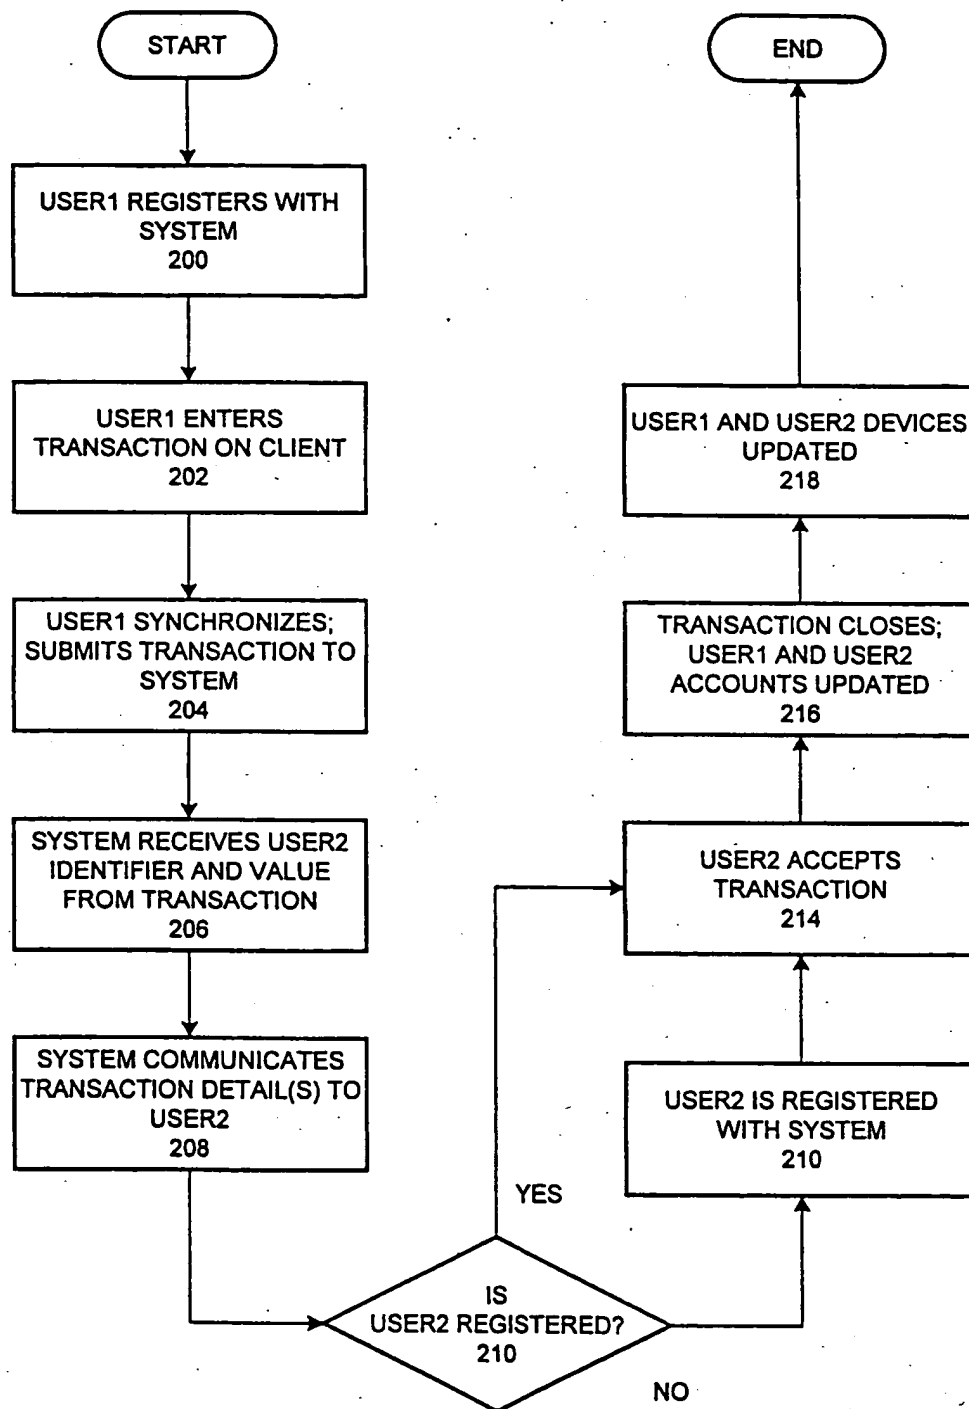 START
USER1 REGISTERS WITH
SYSTEM
200
USER1 ENTERS
TRANSACTION ON CLIENT
202
USER1 SYNCHRONIZES;
SUBMITS TRANSACTION TO
SYSTEM
204
SYSTEM RECEIVES USER2
IDENTIFIER AND VALUE
FROM TRANSACTION
206
SYSTEM COMMUNICATES
TRANSACTION DETAIL(S) TO
USER2
208
IS
USER2 REGISTERED?
210
YES
NO
USER2 IS REGISTERED
WITH SYSTEM
210
USER2 ACCEPTS
TRANSACTION
214
TRANSACTION CLOSES;
USER1 AND USER2
ACCOUNTS UPDATED
216
USER1 AND USER2 DEVICES
UPDATED
218
END